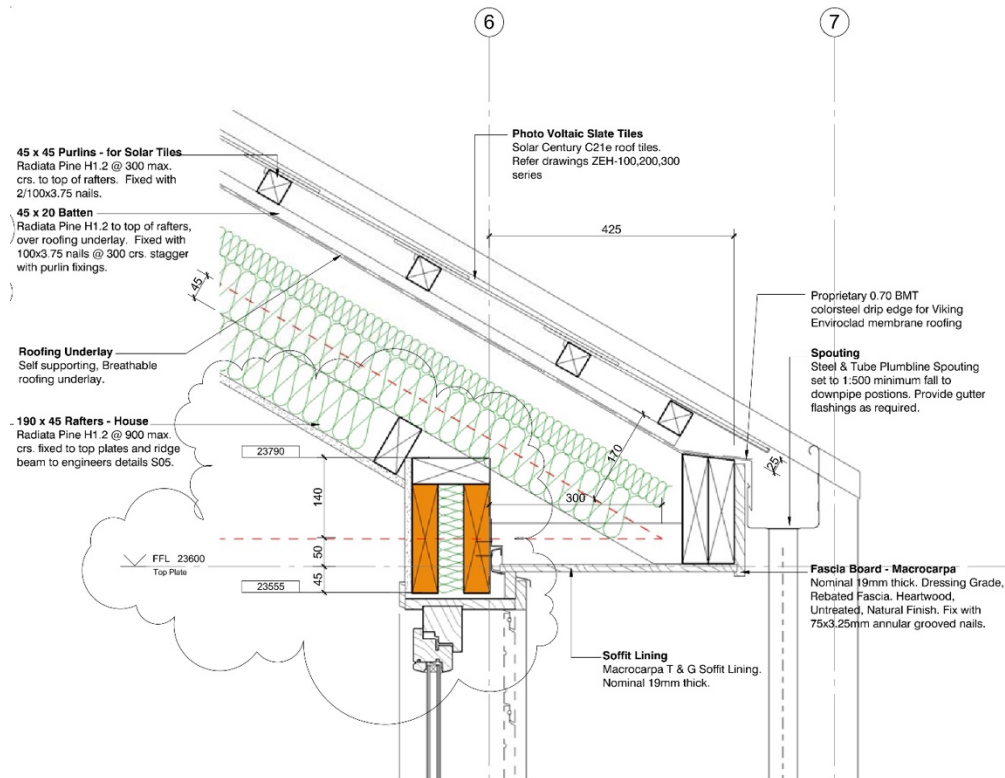 6
7
45 x 45 Purlins - for Solar Tiles
Radiata Pine H1.2 @ 300 max.
crs. to top of rafters.  Fixed with
2/100x3.75 nails.
45 x 20 Batten
Radiata Pine H1.2 to top of rafters,
over roofing underlay.  Fixed with
100x3.75 nails @ 300 crs. stagger
with purlin fixings.
Photo Voltaic Slate Tiles
Solar Century C21e roof tiles.
Refer drawings ZEH-100,200,300
series
425
45
Proprietary 0.70 BMT
colorsteel drip edge for Viking
Enviroclad membrane roofing
Roofing Underlay
Self supporting, Breathable
roofing underlay.
Spouting
Steel & Tube Plumbline Spouting
set to 1:500 minimum fall to
downpipe postions. Provide gutter
flashings as required.
190 x 45 Rafters - House
Radiata Pine H1.2 @ 900 max.
crs. fixed to top plates and ridge
beam to engineers details S05.
23790
170
25
300
140
50
45
FFL  23600
Top Plate
23555
Fascia Board - Macrocarpa
Nominal 19mm thick. Dressing Grade,
Rebated Fascia. Heartwood,
Untreated, Natural Finish. Fix with
75x3.25mm annular grooved nails.
Soffit Lining
Macrocarpa T & G Soffit Lining.
Nominal 19mm thick.